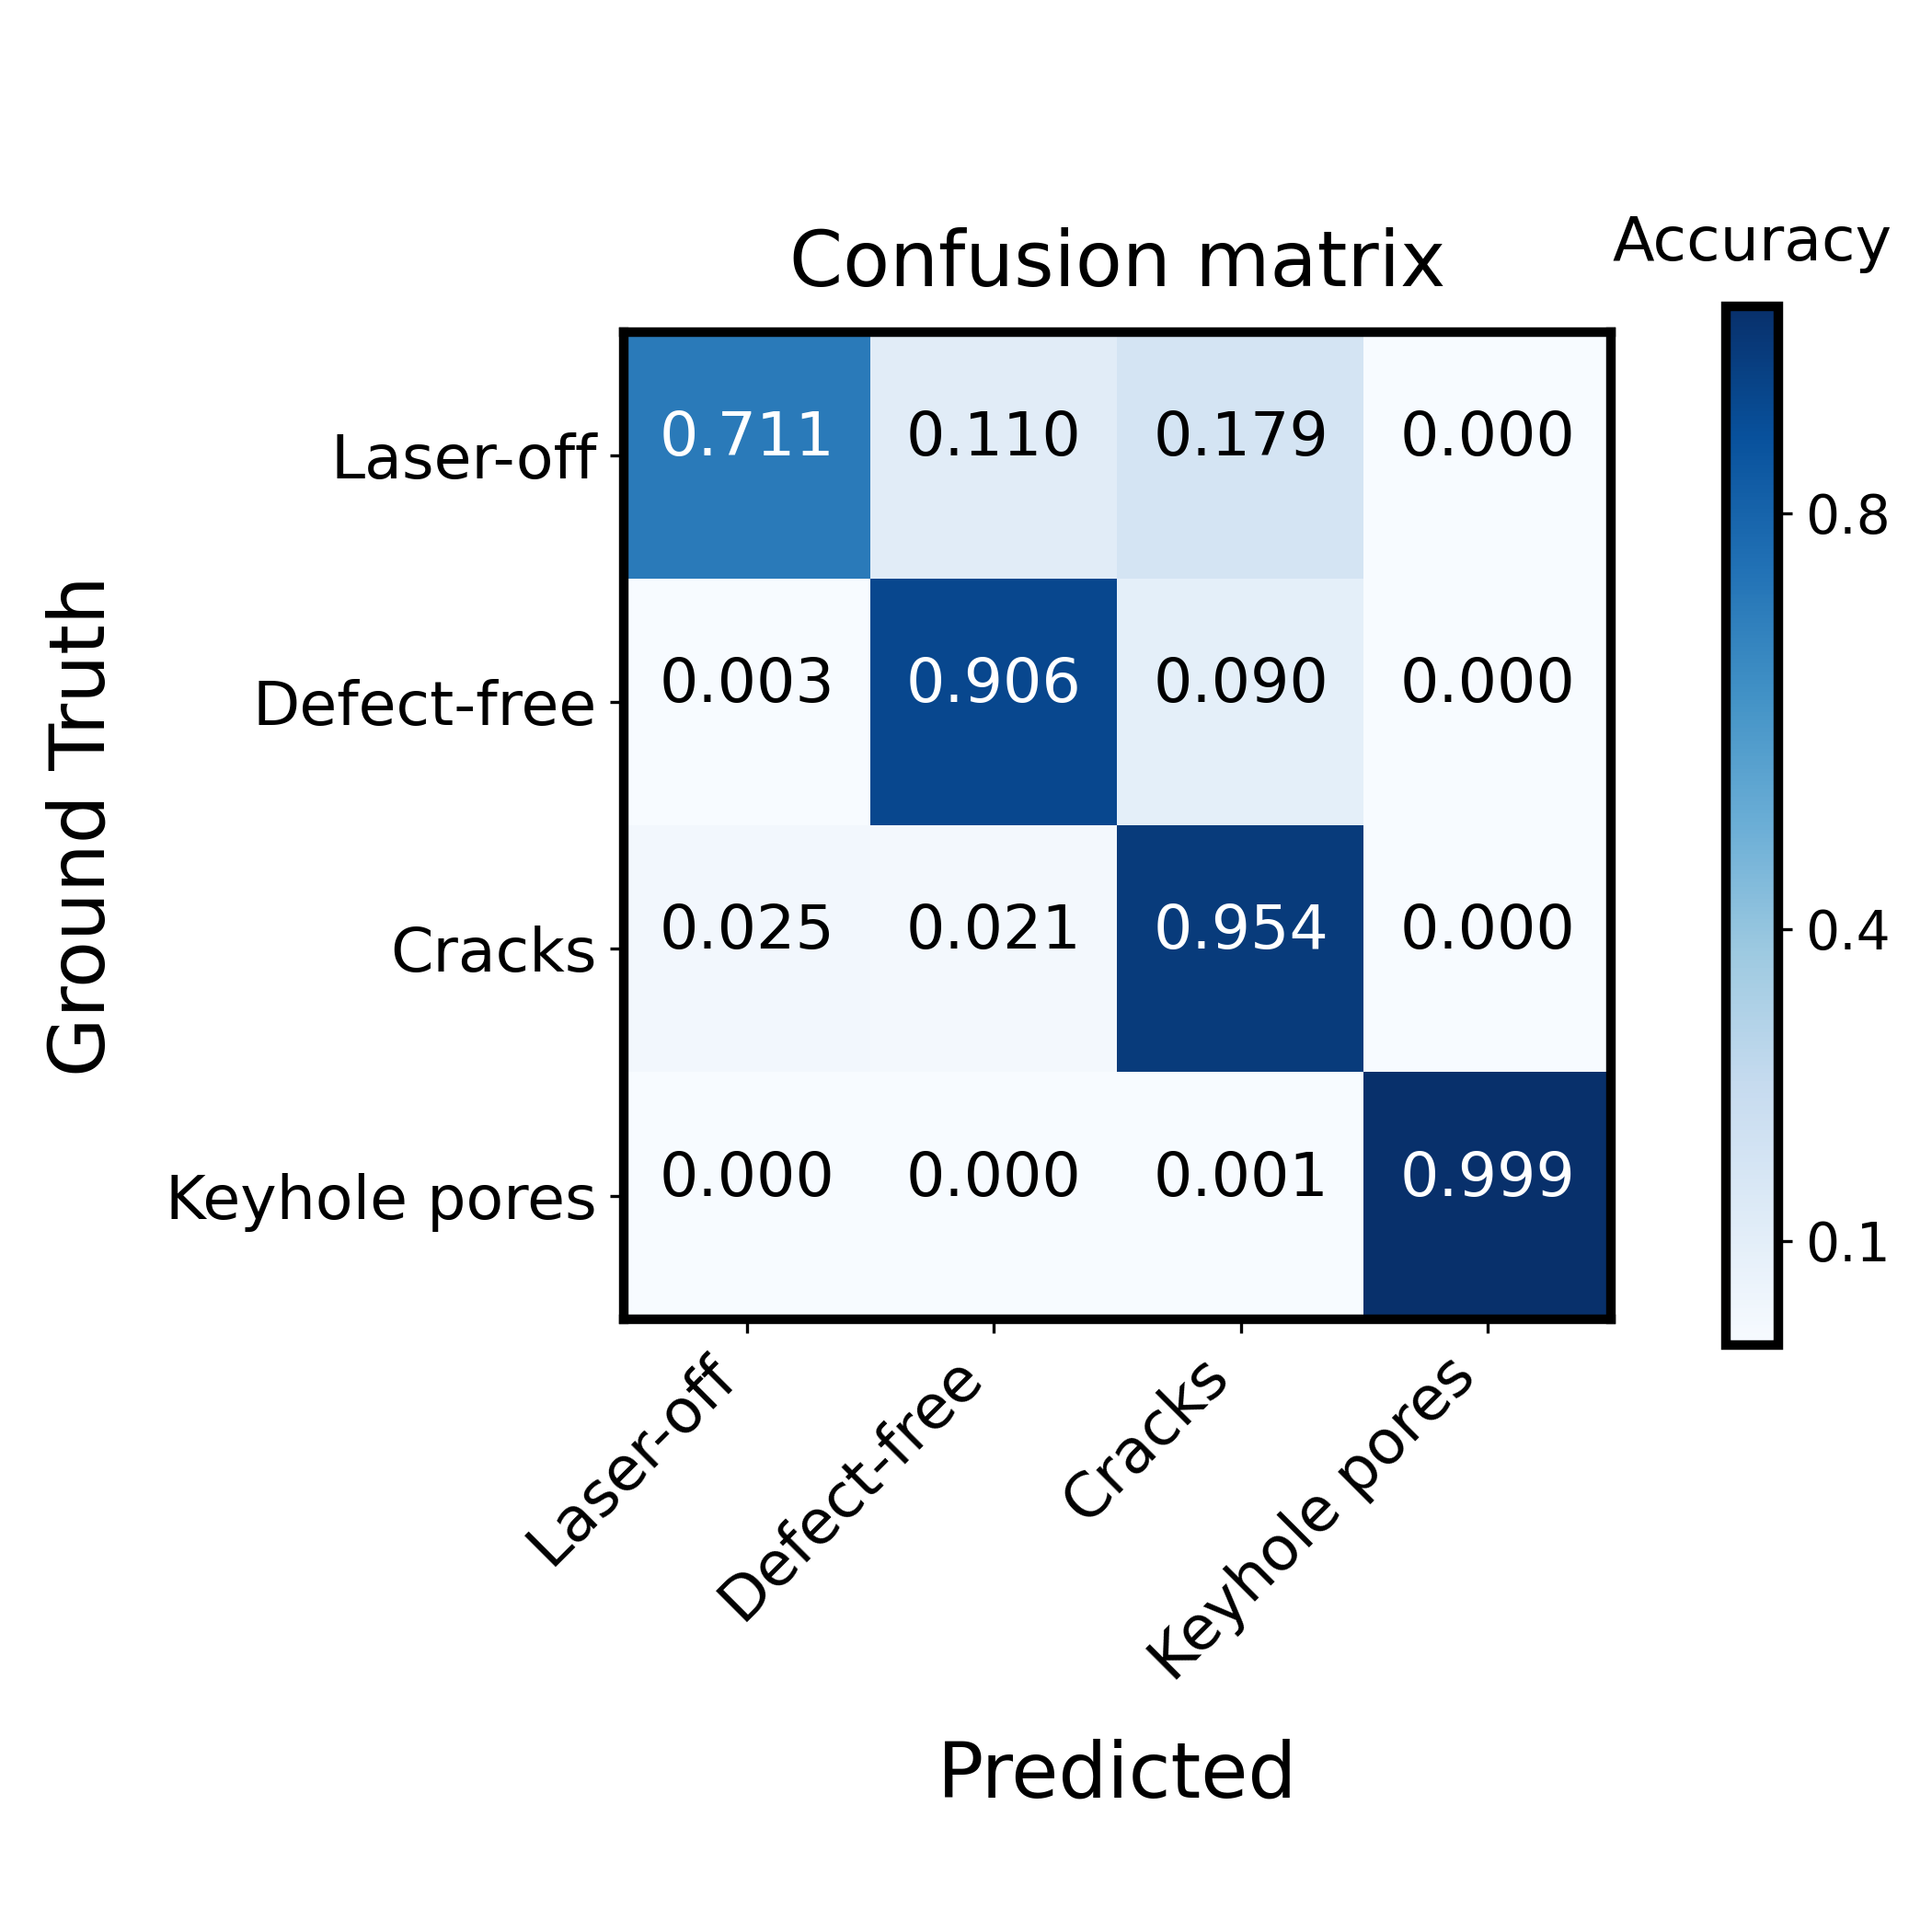 Confusion matrix
Accuracy
Ground Truth
Laser-off 0.711 0.110 0.179 0.000
Defect-free 0.003 0.906 0.090 0.000
Cracks 0.025 0.021 0.954 0.000
Keyhole pores 0.000 0.000 0.001 0.999
0.8
0.4
0.1
Laser-off
Defect-free
Cracks
Keyhole pores
Predicted